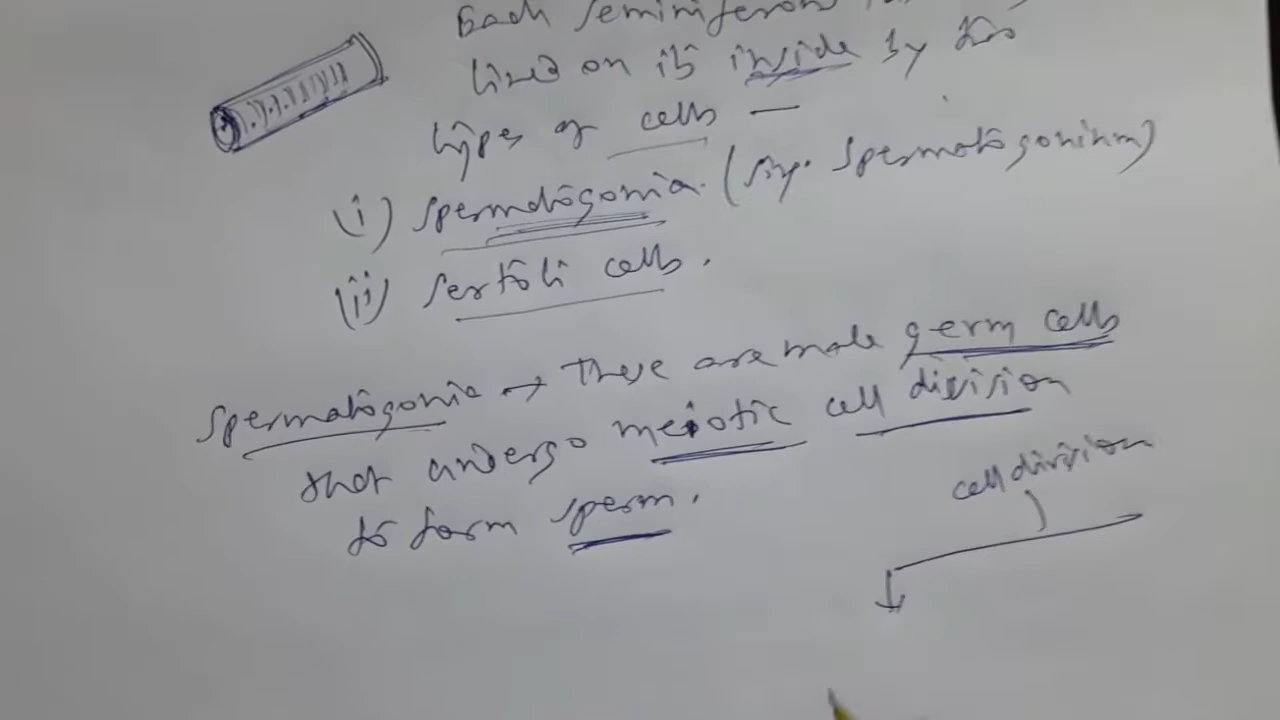 Each seminiferous
lined on its inside by two
types of cells —
(i) Spermatogonia. (sing. Spermatogonium)
(ii) Sertoli cells.
Spermatogonia → These are male germ cells
that undergo meiotic cell division
to form sperm.
cell division